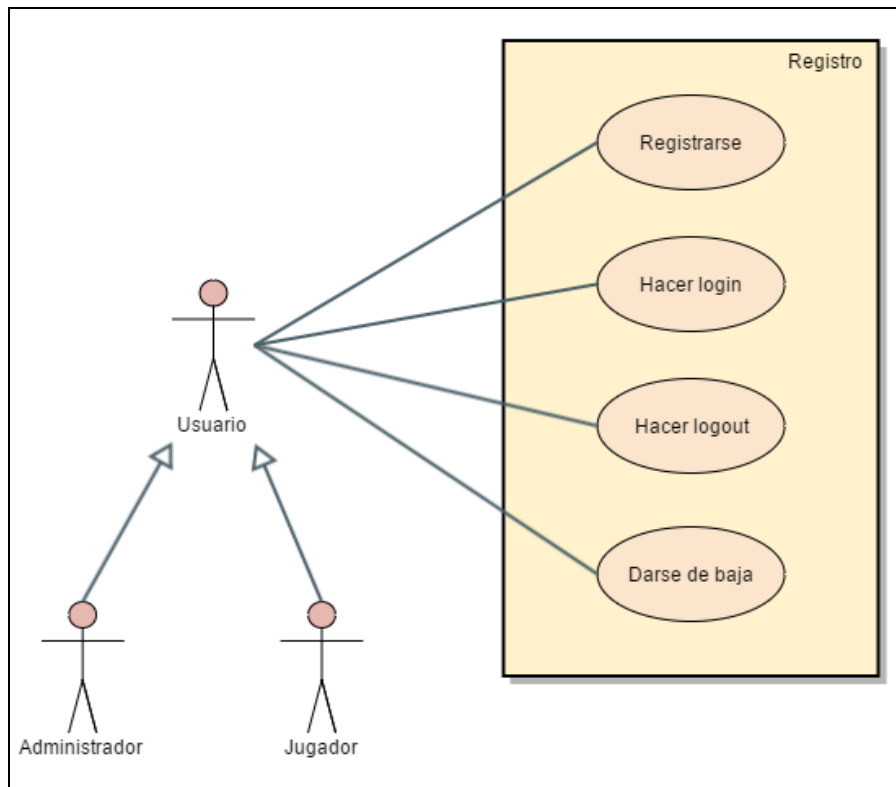 Registro
Registrarse
Hacer login
Hacer logout
Darse de baja
Usuario
Administrador
Jugador